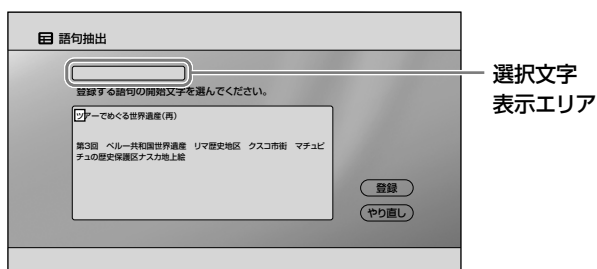 語句抽出
登録する語句の開始文字を選んでください。
ツアーでめぐる世界遺産(再)
第3回　ペルー共和国世界遺産　リマ歴史地区　クスコ市街　マチュピ
チュの歴史保護区ナスカ地上絵
登録
やり直し
選択文字
表示エリア